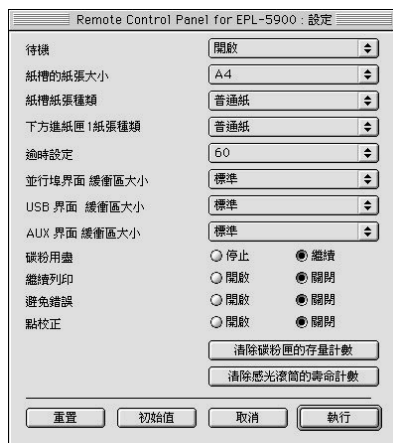 Remote Control Panel for EPL-5900 : 設定
待機 開啟
紙槽的紙張大小 A4
紙槽紙張種類 普通紙
下方進紙匣1紙張種類 普通紙
逾時設定 60
並行埠界面 緩衝區大小 標準
USB 界面 緩衝區大小 標準
AUX 界面 緩衝區大小 標準
碳粉用盡 停止 繼續
繼續列印 開啟 關閉
避免錯誤 開啟 關閉
點校正 開啟 關閉
清除碳粉匣的存量計數
清除感光滾筒的壽命計數
重置 初始值 取消 執行